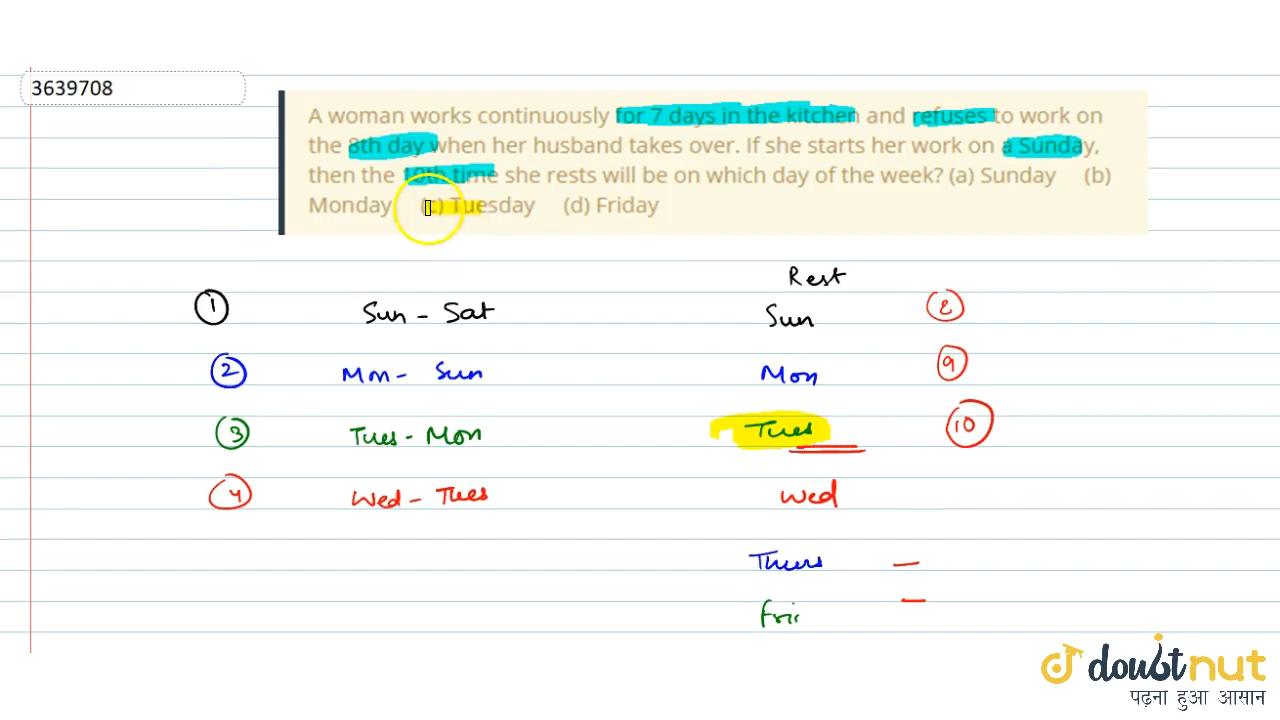 3639708
A woman works continuously for 7 days in the kitchen and refuses to work on
the 8th day when her husband takes over. If she starts her work on a Sunday,
then the 10th time she rests will be on which day of the week? (a) Sunday (b)
Monday (c) Tuesday (d) Friday
Rest
1 Sun - Sat Sun 8
2 Mon - Sun Mon 9
3 Tues - Mon Tues 10
4 Wed - Tues Wed
Thurs -
Fri -
doubtnut
पढ़ना हुआ आसान